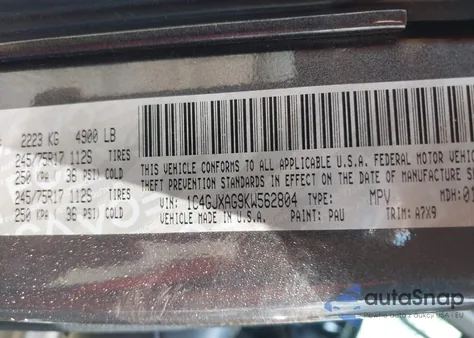 2223 KG 4900 LB
245/75R17 112S TIRES
250 KPA / 36 PSI COLD
245/75R17 112S TIRES
250 KPA / 36 PSI COLD
THIS VEHICLE CONFORMS TO ALL APPLICABLE U.S.A. FEDERAL MOTOR VEHIC
THEFT PREVENTION STANDARDS IN EFFECT ON THE DATE OF MANUFACTURE S
VIN: 1C4GJXAG9KW562804 TYPE: MPV MDH: 01
MADE IN U.S.A. PAINT: PAU TRIM: A7X9
autoSnap